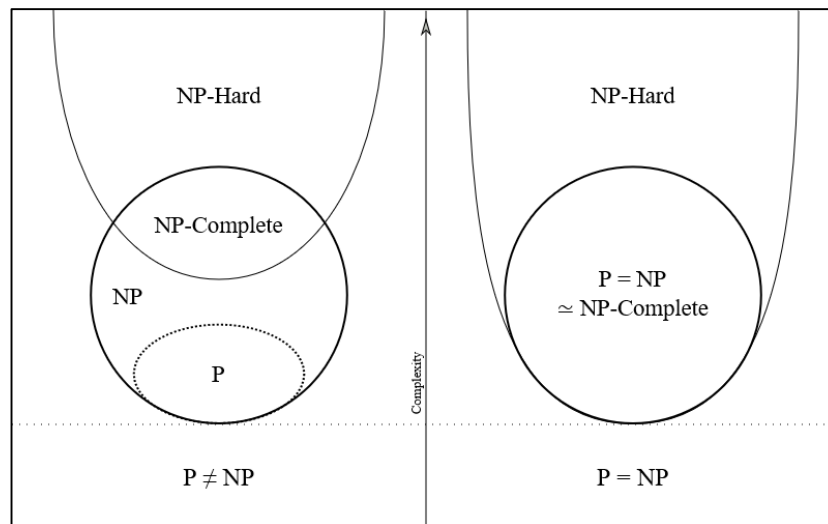 NP-Hard
NP-Complete
NP
P
P ≠ NP
Complexity
NP-Hard
P = NP
≃ NP-Complete
P = NP